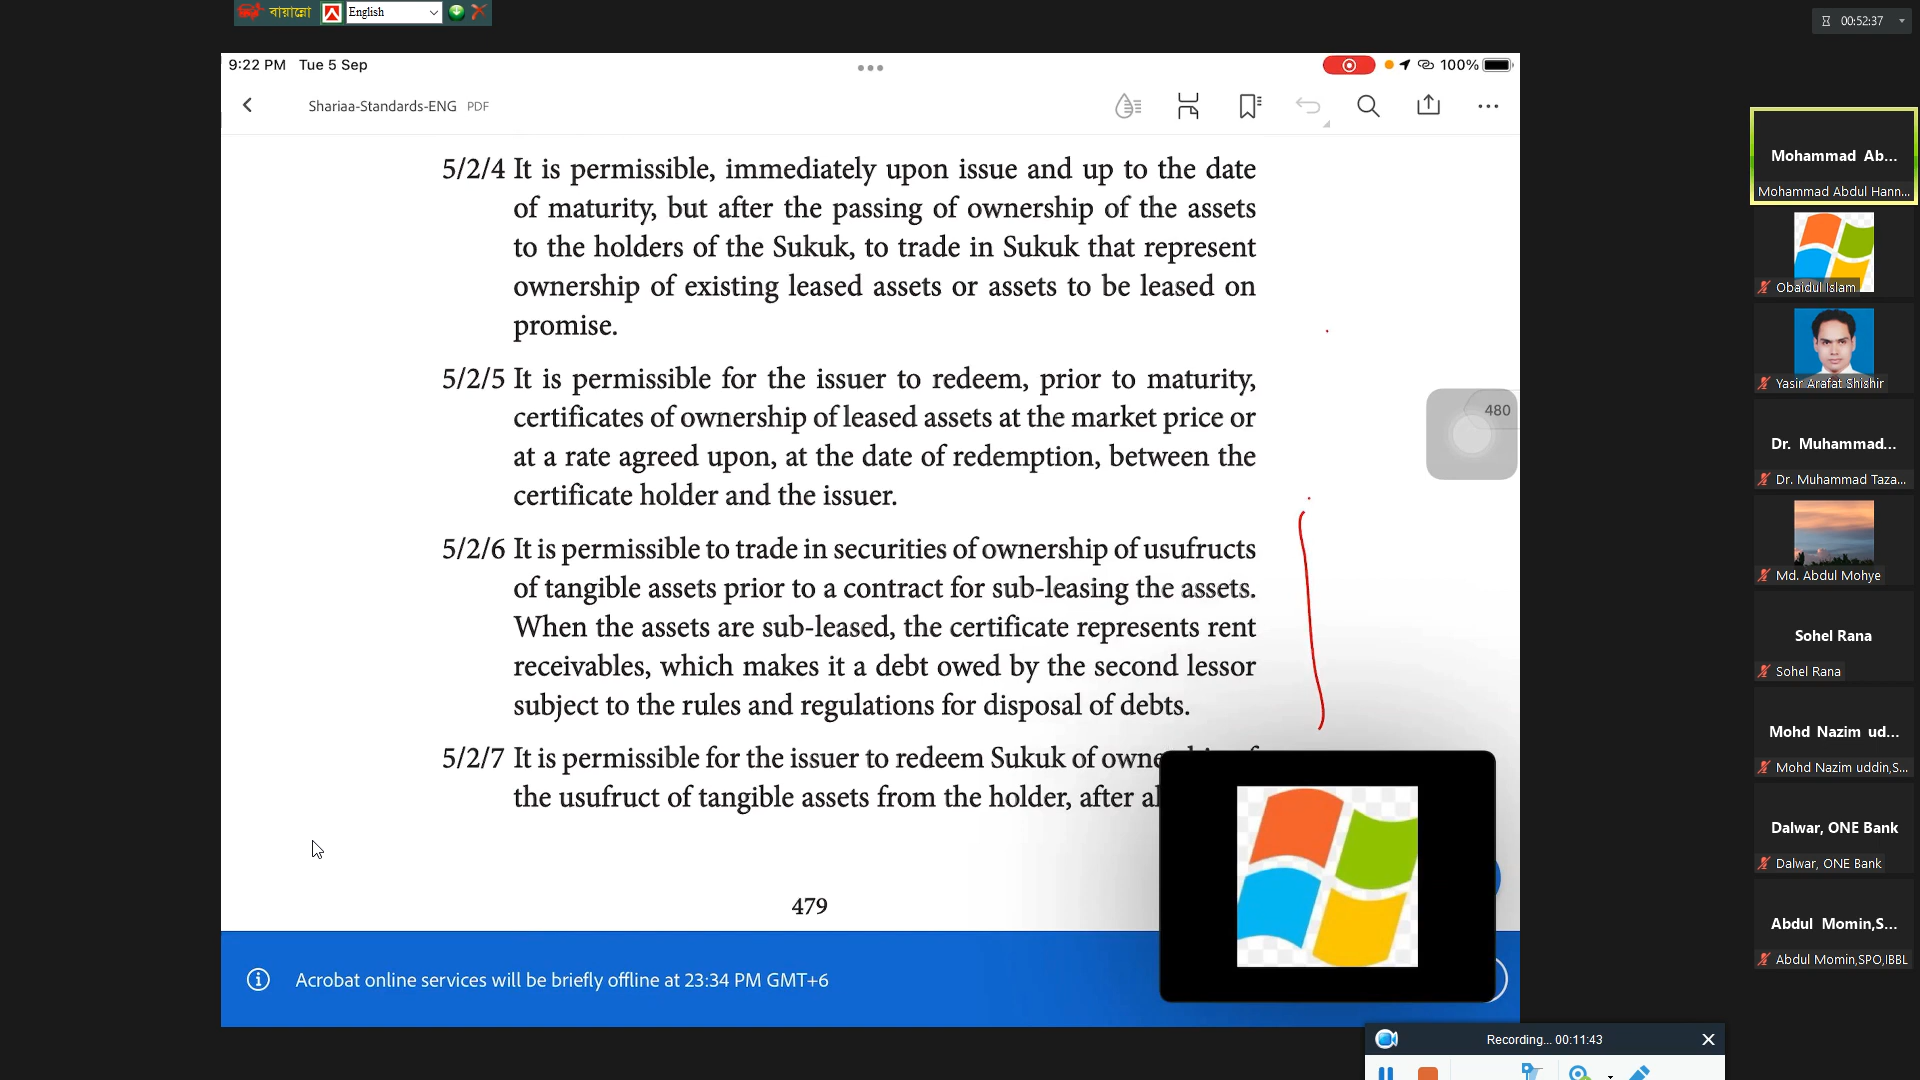 বায়ান্নো
English
00:52:37
9:22 PM Tue 5 Sep
100%
Shariaa-Standards-ENG PDF
5/2/4 It is permissible, immediately upon issue and up to the date
of maturity, but after the passing of ownership of the assets
to the holders of the Sukuk, to trade in Sukuk that represent
ownership of existing leased assets or assets to be leased on
promise.
5/2/5 It is permissible for the issuer to redeem, prior to maturity,
certificates of ownership of leased assets at the market price or
at a rate agreed upon, at the date of redemption, between the
certificate holder and the issuer.
480
5/2/6 It is permissible to trade in securities of ownership of usufructs
of tangible assets prior to a contract for sub-leasing the assets.
When the assets are sub-leased, the certificate represents rent
receivables, which makes it a debt owed by the second lessor
subject to the rules and regulations for disposal of debts.
5/2/7 It is permissible for the issuer to redeem Sukuk of
the usufruct of tangible assets from the holder, after
479
Acrobat online services will be briefly offline at 23:34 PM GMT+6
Mohammad Ab...
Mohammad Abdul Hann...
Obaidul Islam
Yasir Arafat Shishir
Dr. Muhammad...
Dr. Muhammad Taza...
Md. Abdul Mohye
Sohel Rana
Sohel Rana
Mohd Nazim ud...
Mohd Nazim uddin,S...
Dalwar, ONE Bank
Dalwar, ONE Bank
Abdul Momin,S...
Abdul Momin,SPO,IBBL
Recording... 00:11:43